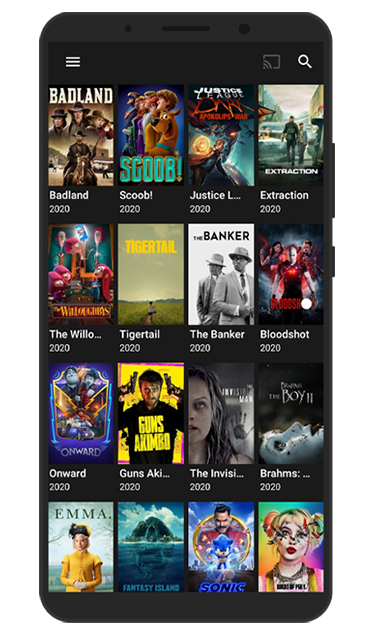 BADLAND
SCOOB!
JUSTICE
LEAGUE
DARK
APOKOLIPS WAR
EXTRACTION
Badland
Scoob!
Justice L...
Extraction
2020
2020
2020
2020
THE WILLOUGHBYS
TIGERTAIL
THE BANKER
BLOODSHOT
The Willo...
Tigertail
The Banker
Bloodshot
2020
2020
2020
2020
ONWARD
GUNS
AKIMBO
INVISIBLE
MAN
BRAHMS:
THE BOY II
Onward
Guns Aki...
The Invisi...
Brahms: ...
2020
2020
2020
2020
EMMA.
FANTASY ISLAND
SONIC
BIRDS OF PREY